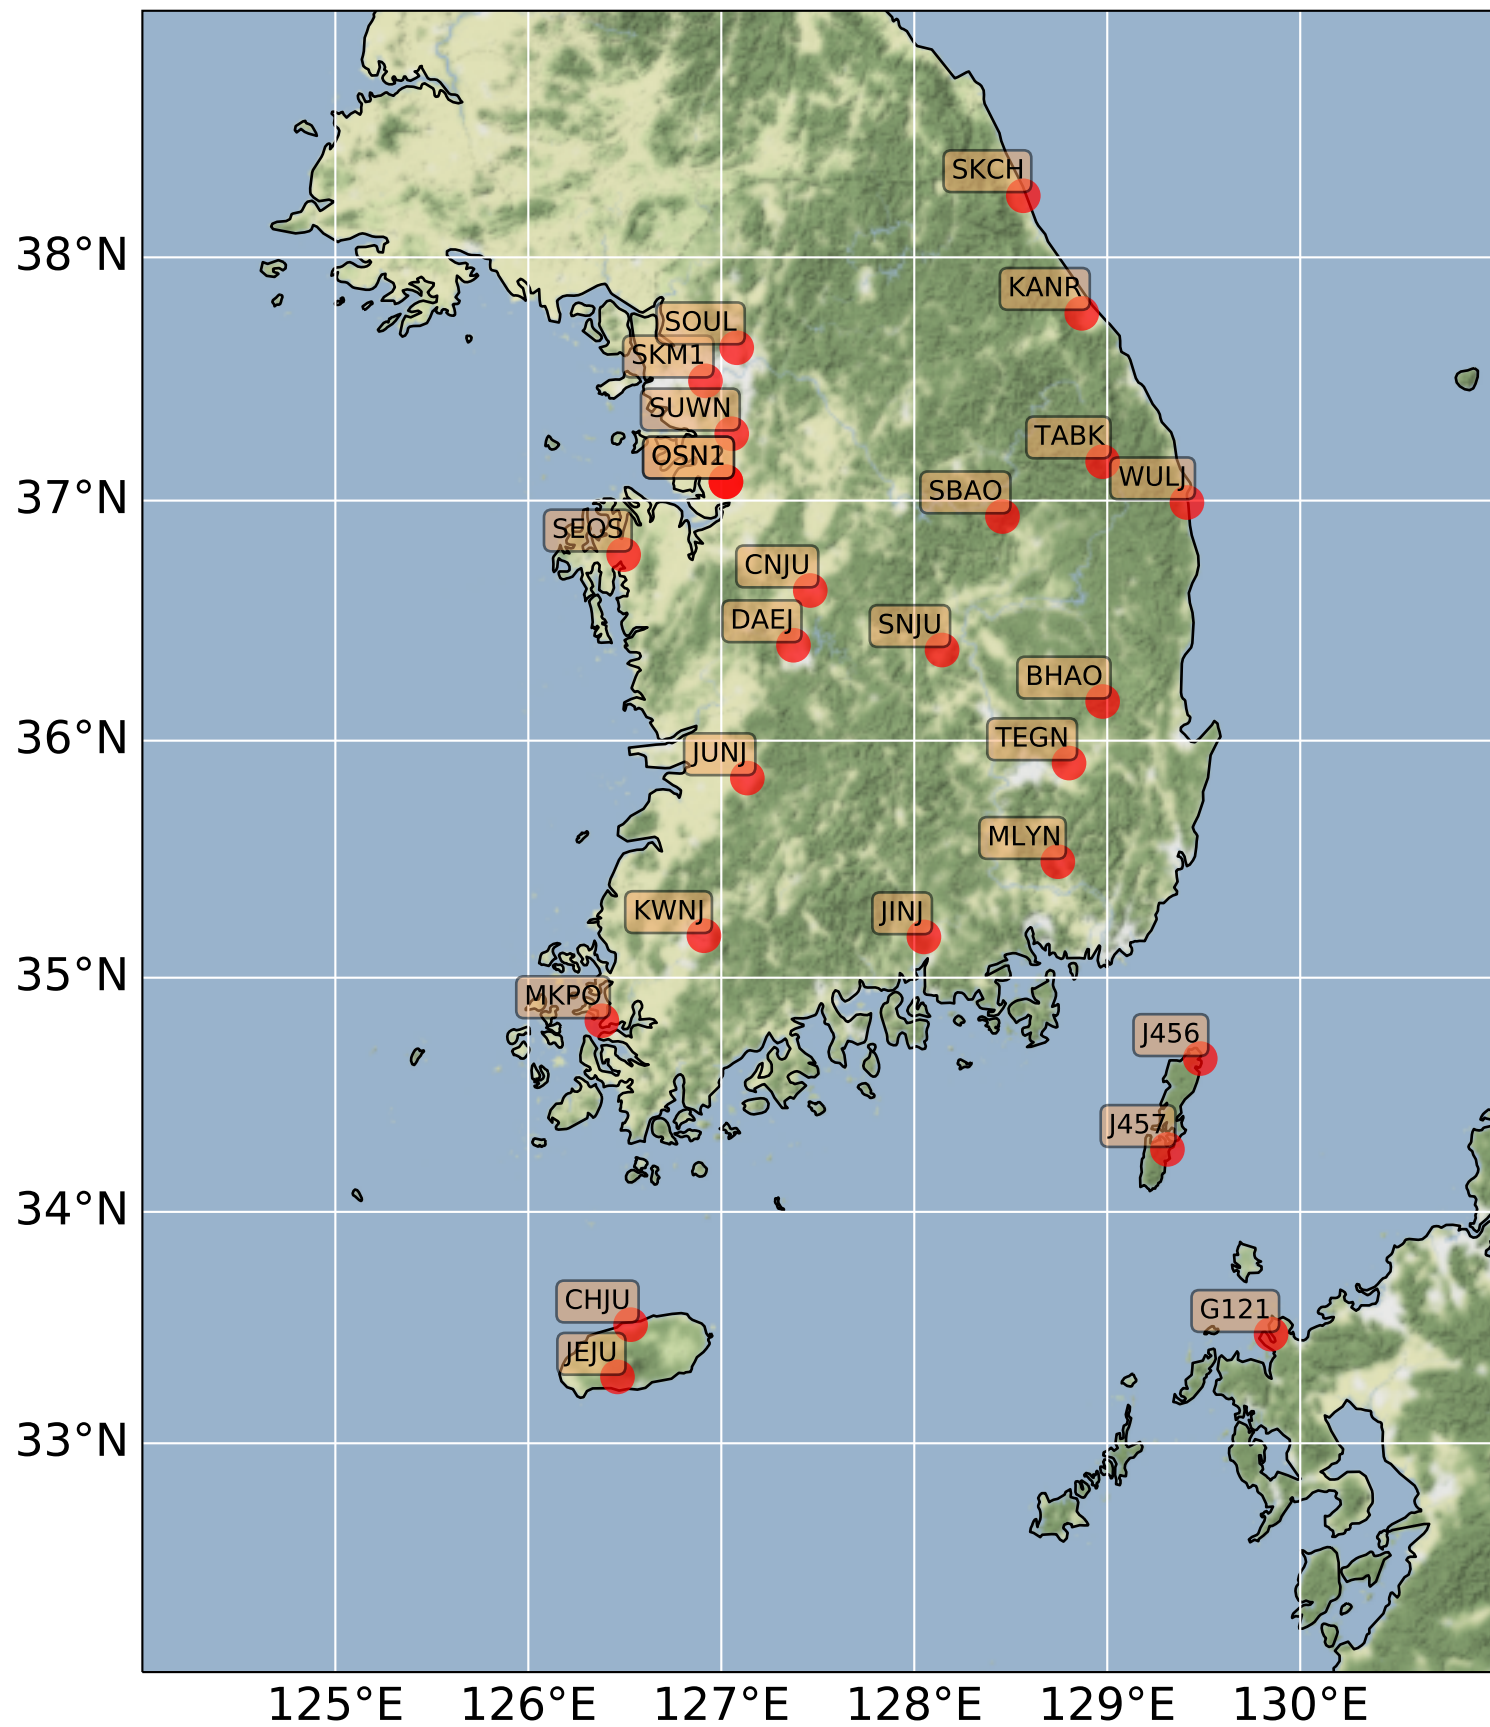 SKCH
38°N
KANR
SOUL
SKM1
SUWN
TABK
OSN1
WULJ
SBAO
37°N
SEOS
CNJU
DAEJ
SNJU
BHAO
36°N
TEGN
JUNJ
MLYN
KWNJ
JINJ
35°N
MKPO
J456
J457
34°N
CHJU
G121
JEJU
33°N
125°E 126°E 127°E 128°E 129°E 130°E